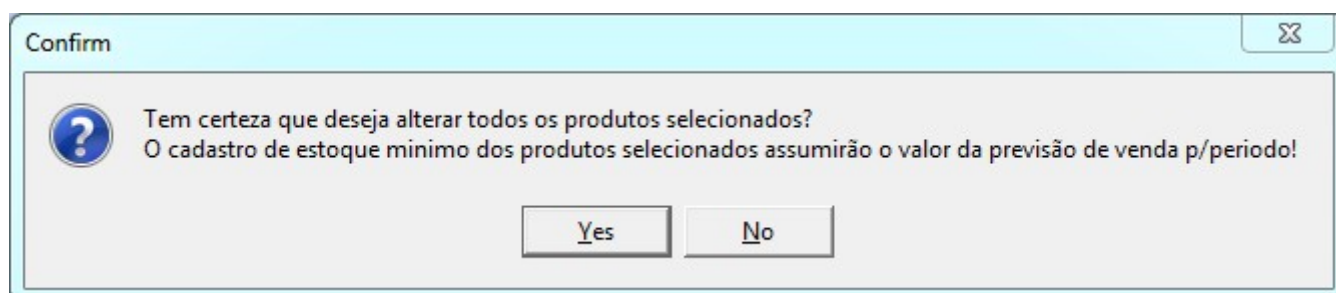 Confirm
Tem certeza que deseja alterar todos os produtos selecionados?
O cadastro de estoque minimo dos produtos selecionados assumirão o valor da previsão de venda p/periodo!
Yes No